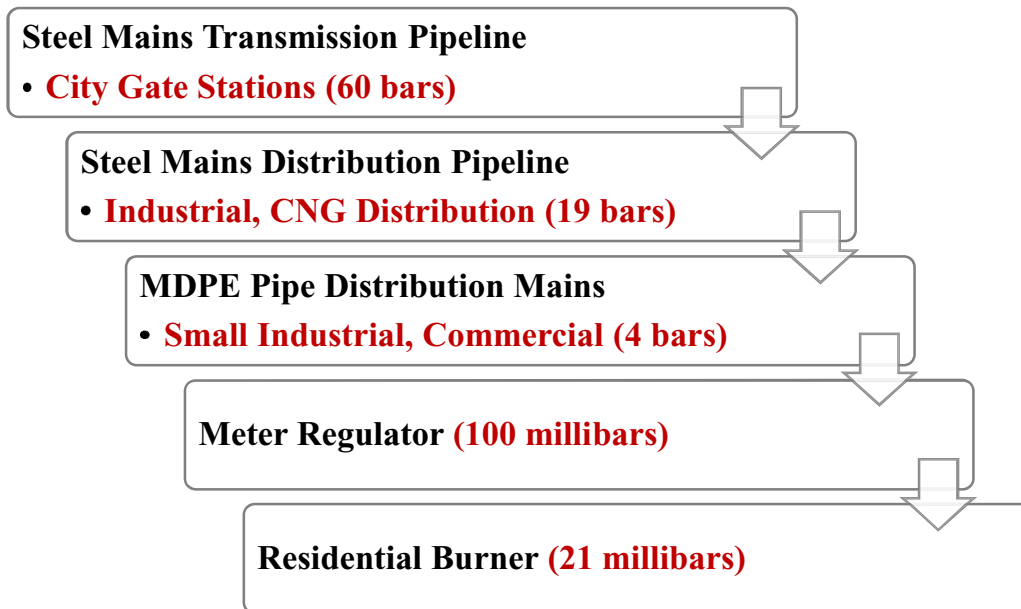 Steel Mains Transmission Pipeline
• City Gate Stations (60 bars)
Steel Mains Distribution Pipeline
• Industrial, CNG Distribution (19 bars)
MDPE Pipe Distribution Mains
• Small Industrial, Commercial (4 bars)
Meter Regulator (100 millibars)
Residential Burner (21 millibars)